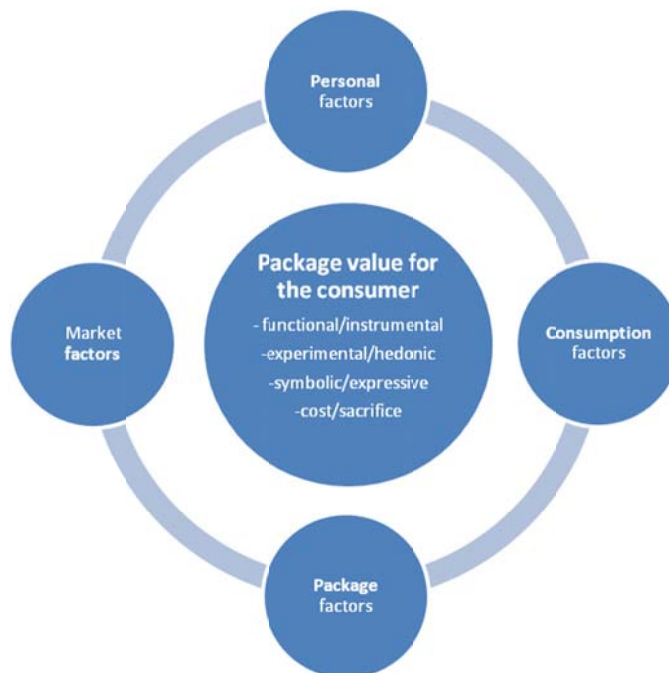 Personal
factors
Package value for
the consumer
- functional/instrumental
-experimental/hedonic
-symbolic/expressive
-cost/sacrifice
Market
factors
Consumption
factors
Package
factors